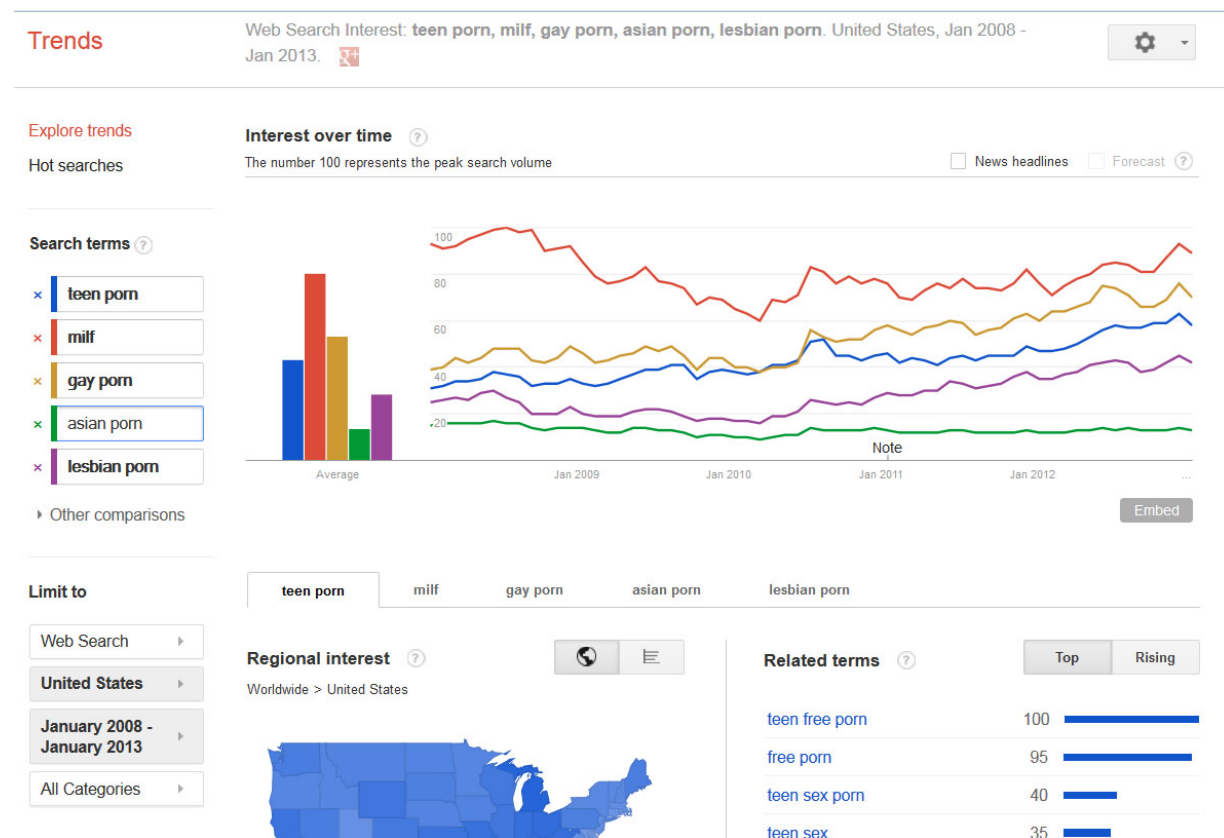 Trends
Web Search Interest: teen porn, milf, gay porn, asian porn, lesbian porn. United States, Jan 2008 -
Jan 2013.
Explore trends
Hot searches
Interest over time ?
The number 100 represents the peak search volume
News headlines
Forecast ?
Search terms ?
× teen porn
× milf
× gay porn
× asian porn
× lesbian porn
Other comparisons
100
80
60
40
20
Note
Average
Jan 2009
Jan 2010
Jan 2011
Jan 2012
...
Embed
Limit to
Web Search
United States
January 2008 -
January 2013
All Categories
teen porn
milf
gay porn
asian porn
lesbian porn
Regional interest ?
Worldwide > United States
Related terms ?
Top
Rising
teen free porn 100
free porn 95
teen sex porn 40
teen sex 35